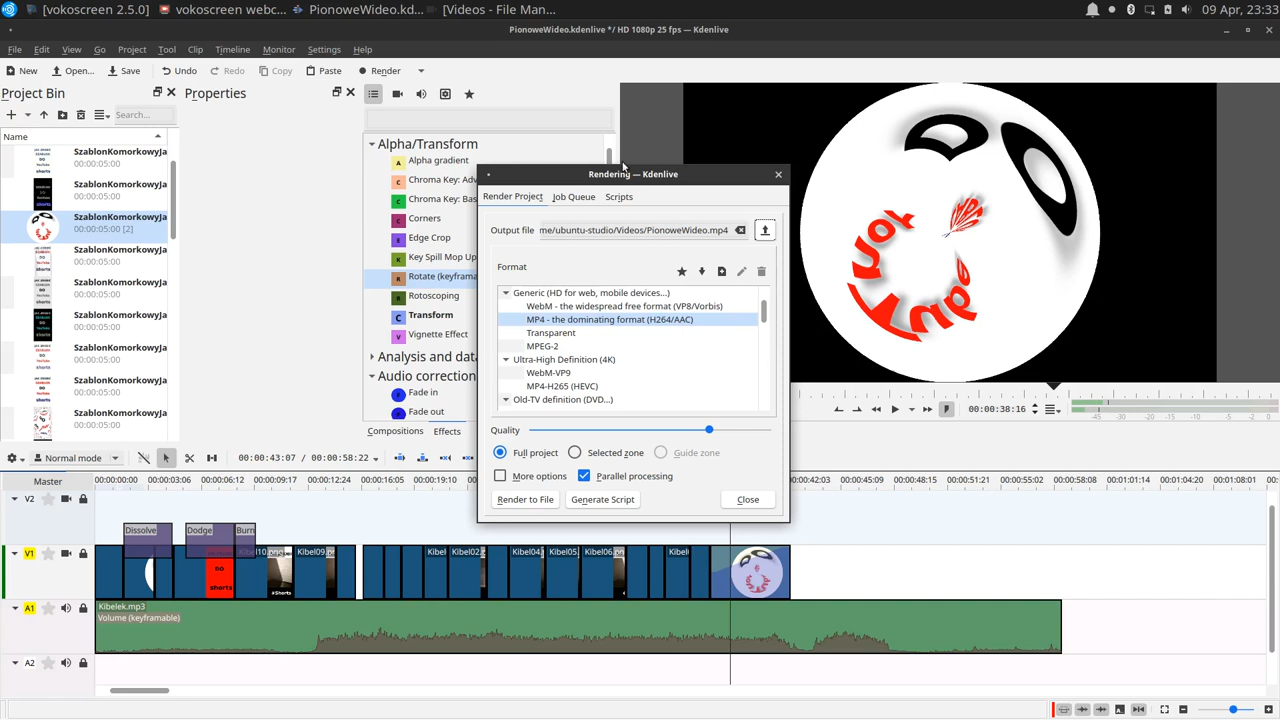 [vokoscreen 2.5.0]
vokoscreen webc...
PionoweWideo.kd...
[Videos - File Man...
09 Apr, 23:33
PionoweWideo.kdenlive */ HD 1080p 25 fps — Kdenlive
File Edit View Go Project Tool Clip Timeline Monitor Settings Help
New Open... Save Undo Redo Copy Paste Render
Project Bin
Properties
Search...
Name
SzablonKomorkowyJa
00:00:05:00
SzablonKomorkowyJa
00:00:05:00
SzablonKomorkowyJa
00:00:05:00 [2]
SzablonKomorkowyJa
00:00:05:00
SzablonKomorkowyJa
00:00:05:00
SzablonKomorkowyJa
00:00:05:00
SzablonKomorkowyJa
00:00:05:00
SzablonKomorkowyJa
00:00:05:00
SzablonKomorkowyJa
00:00:05:00
Alpha/Transform
Alpha gradient
Chroma Key: Adv
Chroma Key: Bas
Corners
Edge Crop
Key Spill Mop Up
Rotate (keyframa
Rotoscoping
Transform
Vignette Effect
Analysis and data
Audio correction
Fade in
Fade out
Compositions Effects
Rendering — Kdenlive
Render Project Job Queue Scripts
Output file me/ubuntu-studio/Videos/PionoweWideo.mp4
Format
Generic (HD for web, mobile devices...)
WebM - the widespread free format (VP8/Vorbis)
MP4 - the dominating format (H264/AAC)
Transparent
MPEG-2
Ultra-High Definition (4K)
WebM-VP9
MP4-H265 (HEVC)
Old-TV definition (DVD...)
Quality
Full project Selected zone Guide zone
More options Parallel processing
Render to File Generate Script Close
00:00:38:16
-45 -30 -20 -15 -10 -5 -2 0
Normal mode
00:00:43:07 / 00:00:58:22
Master
00:00:00:00 00:00:03:06 00:00:06:12 00:00:09:17 00:00:12:24 00:00:16:04 00:00:19:10 00:00:42:03 00:00:45:09 00:00:48:15 00:00:51:21 00:00:55:02 00:00:58:08 00:01:01:14 00:01:04:20 00:01:08:01
V2
Dissolve Dodge Burn
V1
l10.png Kibel09. Kibel Kibel02. Kibel04. Kibel05. Kibel06. Kibel
DO
shorts
#Shorts
A1
Kibelek.mp3
Volume (keyframable)
A2